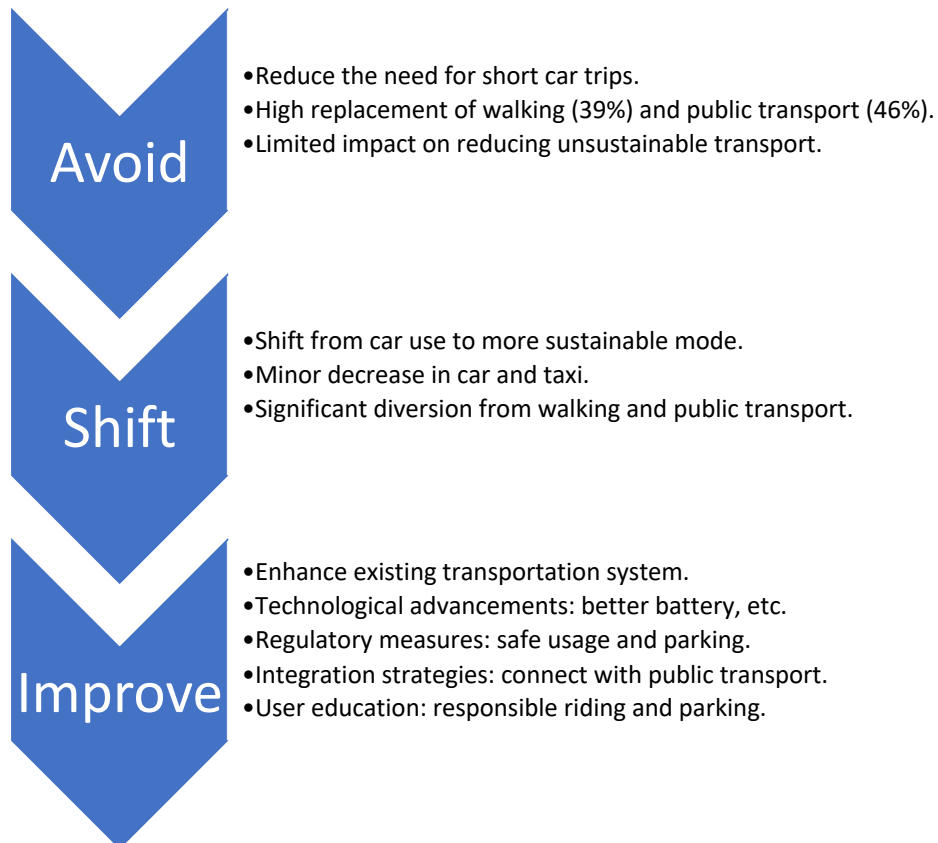 Avoid
•Reduce the need for short car trips.
•High replacement of walking (39%) and public transport (46%).
•Limited impact on reducing unsustainable transport.
Shift
•Shift from car use to more sustainable mode.
•Minor decrease in car and taxi.
•Significant diversion from walking and public transport.
Improve
•Enhance existing transportation system.
•Technological advancements: better battery, etc.
•Regulatory measures: safe usage and parking.
•Integration strategies: connect with public transport.
•User education: responsible riding and parking.